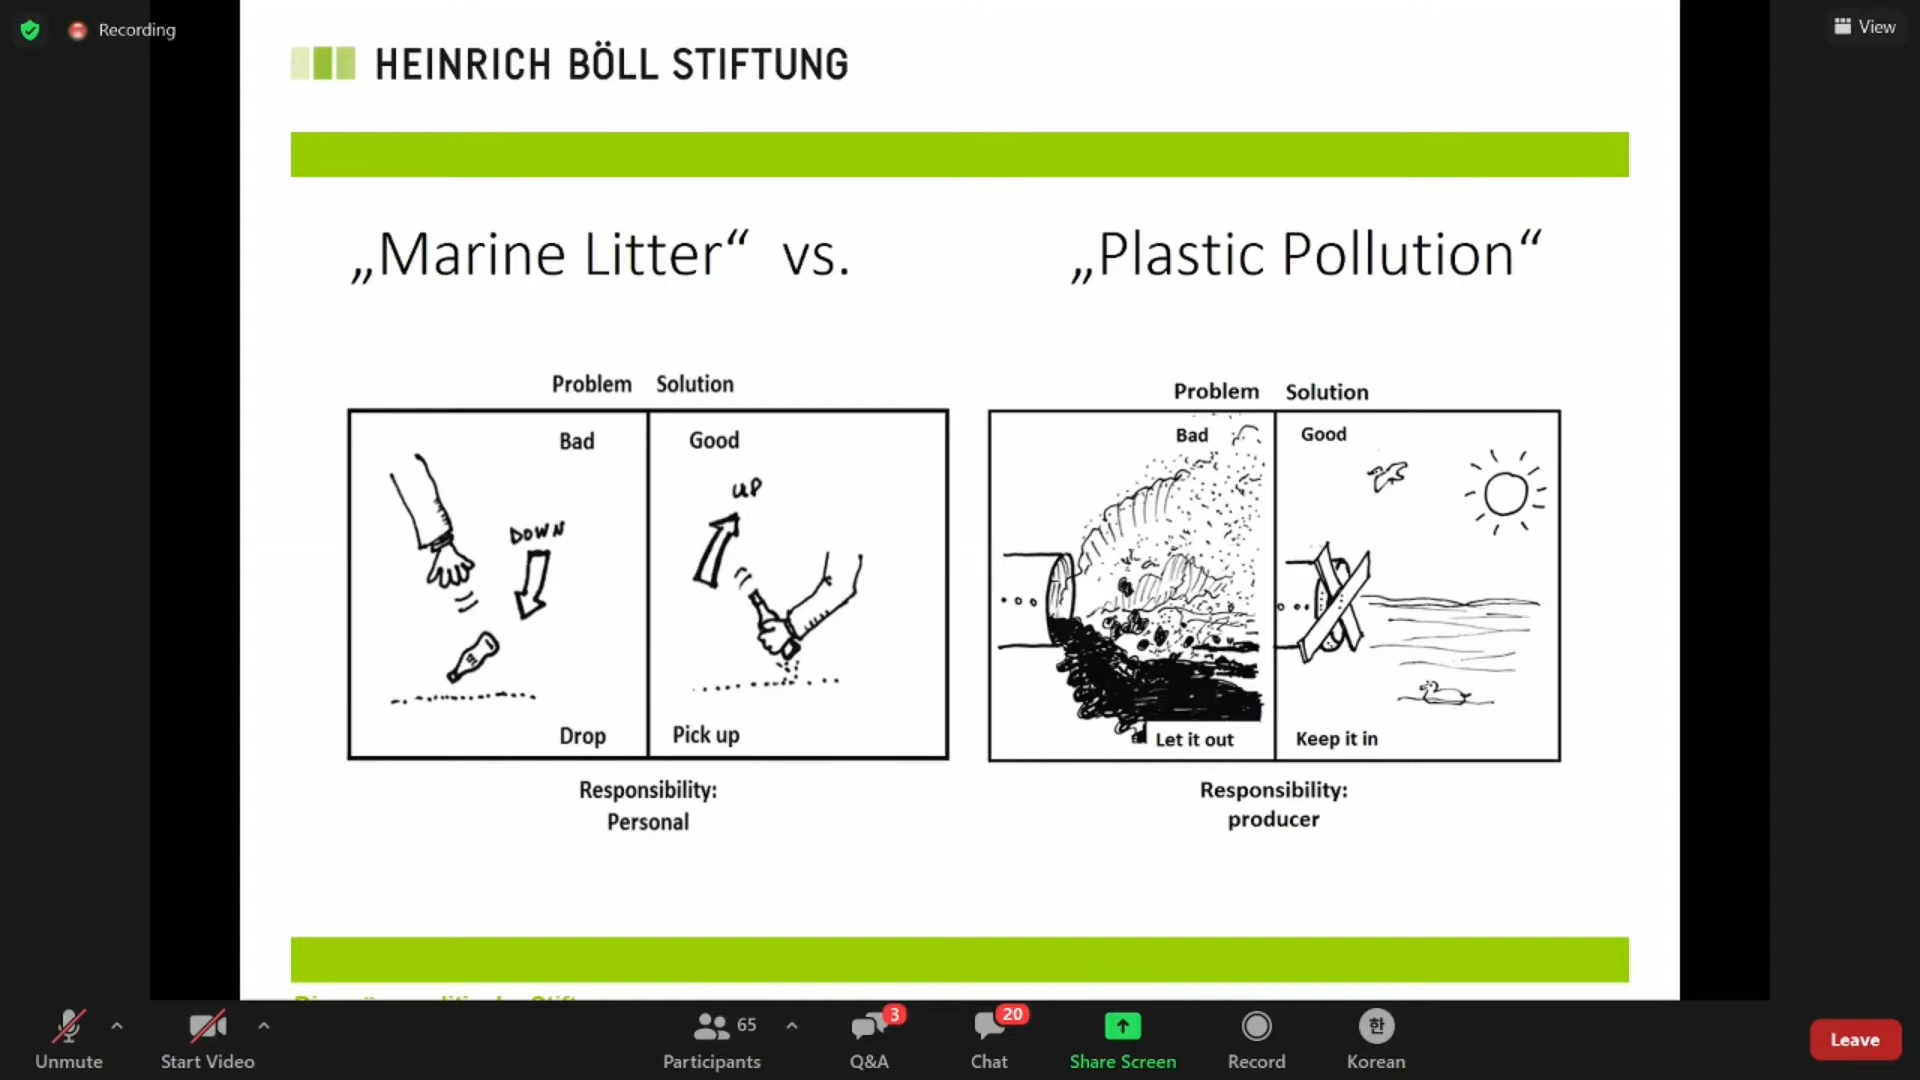 Recording
View
HEINRICH BÖLL STIFTUNG
„Marine Litter“ vs. „Plastic Pollution“
Problem Solution
Bad
Good
DOWN
UP
Drop
Pick up
Responsibility:
Personal
Problem Solution
Bad
Good
Let it out
Keep it in
Responsibility:
producer
Unmute
Start Video
65
Participants
3
Q&A
20
Chat
Share Screen
Record
한
Korean
Leave